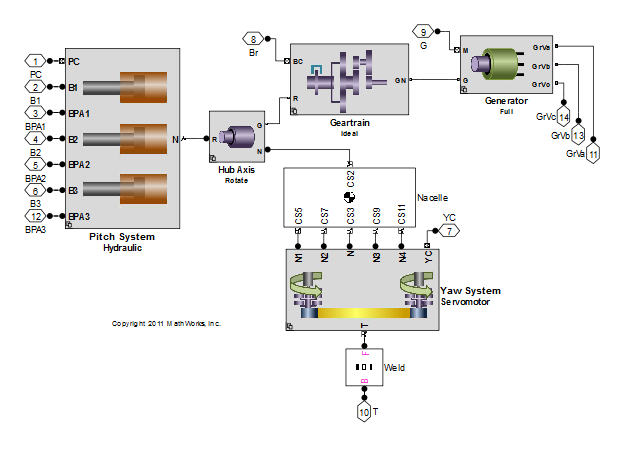 1
PC
2
B1
3
BPA1
4
B2
5
BPA2
6
B3
12
BPA3
PC
B1
BPA1
B2
BPA2
B3
BPA3
N
Pitch System
Hydraulic
R
G
N
Hub Axis
Rotate
8
Br
BC
R
GN
Geartrain
Ideal
9
G
M
G
GrVa
GrVb
GrVc
Generator
Full
GrVc
14
GrVb
13
GrVa
11
CS2
CS5
CS7
CS3
CS9
CS11
Nacelle
YC
7
N1
N2
N
N3
N4
YC
Yaw System
Servomotor
R T
F
B
Weld
10
T
Copyright 2011 MathWorks, Inc.